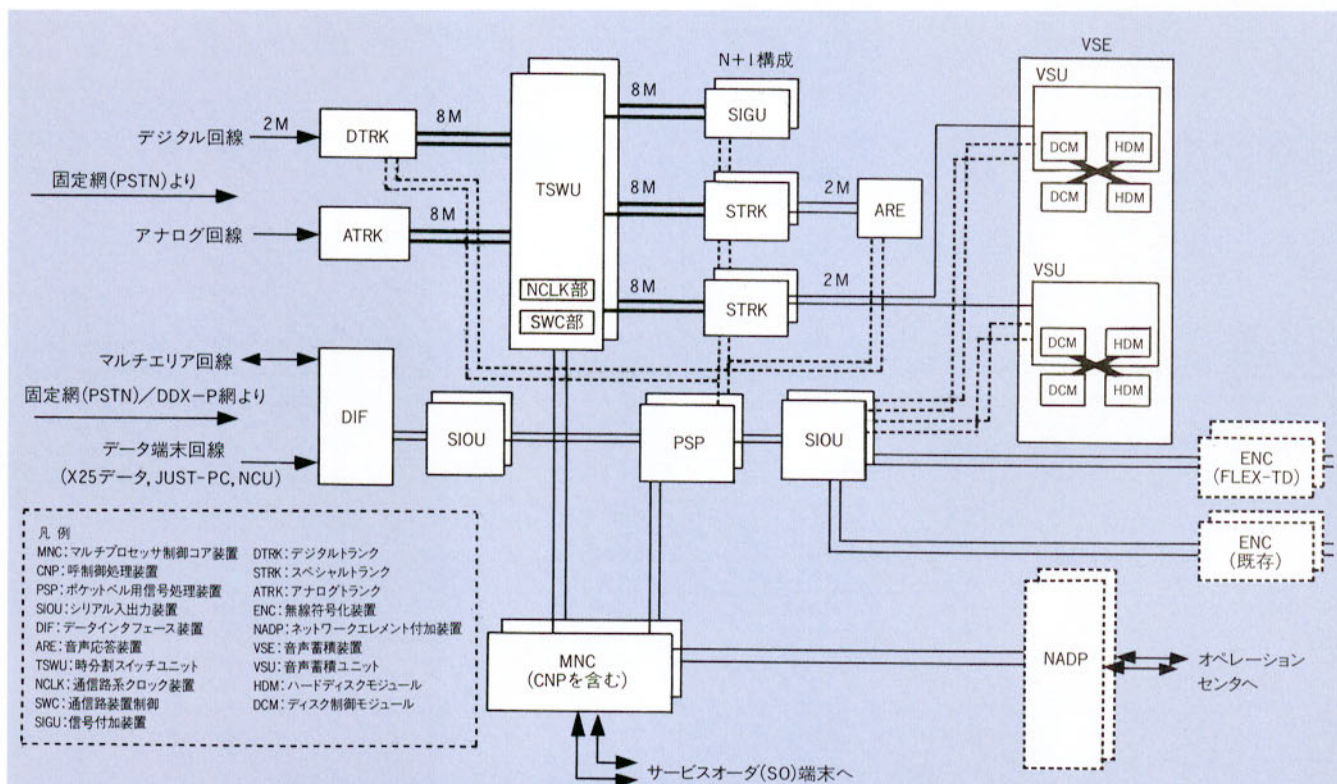 VSE
N+1構成
VSU
8M
8M
SIGU
デジタル回線
2M
DTRK
8M
DCM
HDM
DCM
HDM
固定網(PSTN)より
TSWU
8M
STRK
2M
ARE
アナログ回線
ATRK
8M
VSU
NCLK部
SWC部
8M
STRK
2M
DCM
HDM
DCM
HDM
マルチエリア回線
固定網(PSTN)/DDX-P網より
DIF
SIOU
PSP
SIOU
データ端末回線
(X25データ,JUST-PC,NCU)
ENC
(FLEX-TD)
ENC
(既存)
凡例
MNC:マルチプロセッサ制御コア装置
CNP:呼制御処理装置
PSP:ポケットベル用信号処理装置
SIOU:シリアル入出力装置
DIF:データインタフェース装置
ARE:音声応答装置
TSWU:時分割スイッチユニット
NCLK:通信路系クロック装置
SWC:通信路装置制御
SIGU:信号付加装置
DTRK:デジタルトランク
STRK:スペシャルトランク
ATRK:アナログトランク
ENC:無線符号化装置
NADP:ネットワークエレメント付加装置
VSE:音声蓄積装置
VSU:音声蓄積ユニット
HDM:ハードディスクモジュール
DCM:ディスク制御モジュール
MNC
(CNPを含む)
NADP
オペレーション
センタへ
サービスオーダ(SO)端末へ